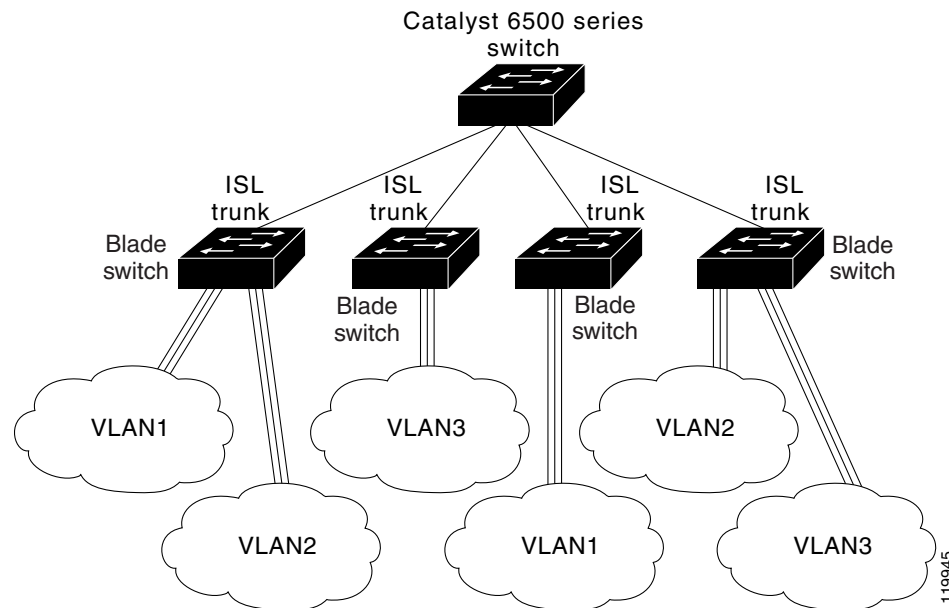 Catalyst 6500 series
switch
ISL
trunk
ISL
trunk
ISL
trunk
ISL
trunk
Blade
switch
Blade
switch
Blade
switch
Blade
switch
VLAN1
VLAN3
VLAN2
VLAN2
VLAN1
VLAN3
119945